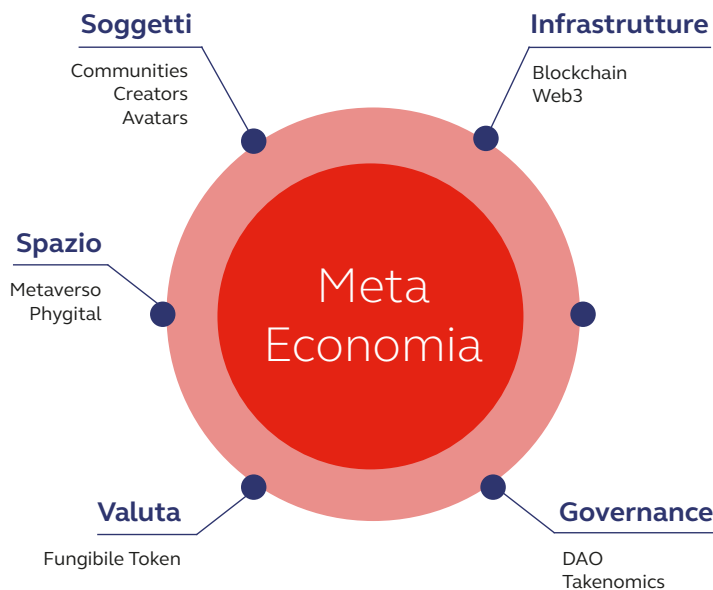 Soggetti
Communities
Creators
Avatars
Infrastrutture
Blockchain
Web3
Spazio
Metaverso
Phygital
Meta
Economia
Valuta
Fungibile Token
Governance
DAO
Takenomics